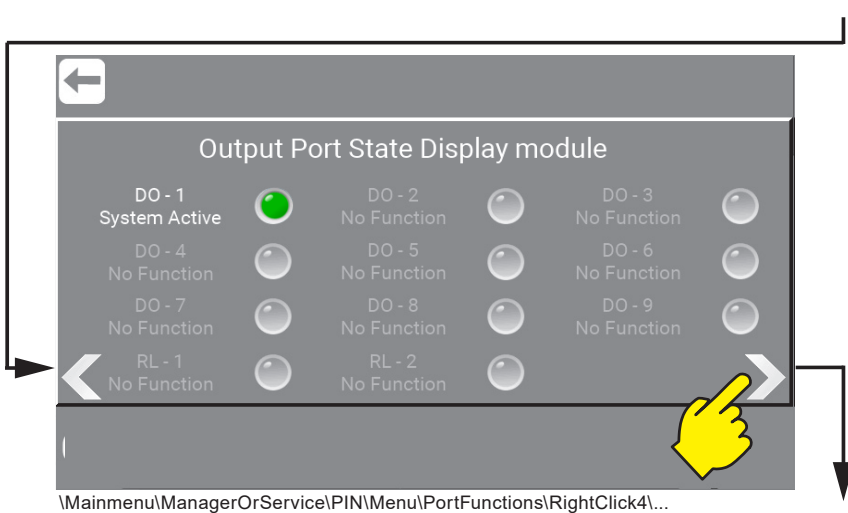 Output Port State Display module
DO - 1 DO - 2 DO - 3
System Active No Function No Function
DO - 4 DO - 5 DO - 6
No Function No Function No Function
DO - 7 DO - 8 DO - 9
No Function No Function No Function
RL - 1 RL - 2
No Function No Function
\Mainmenu\ManagerOrService\PIN\Menu\PortFunctions\RightClick4\...